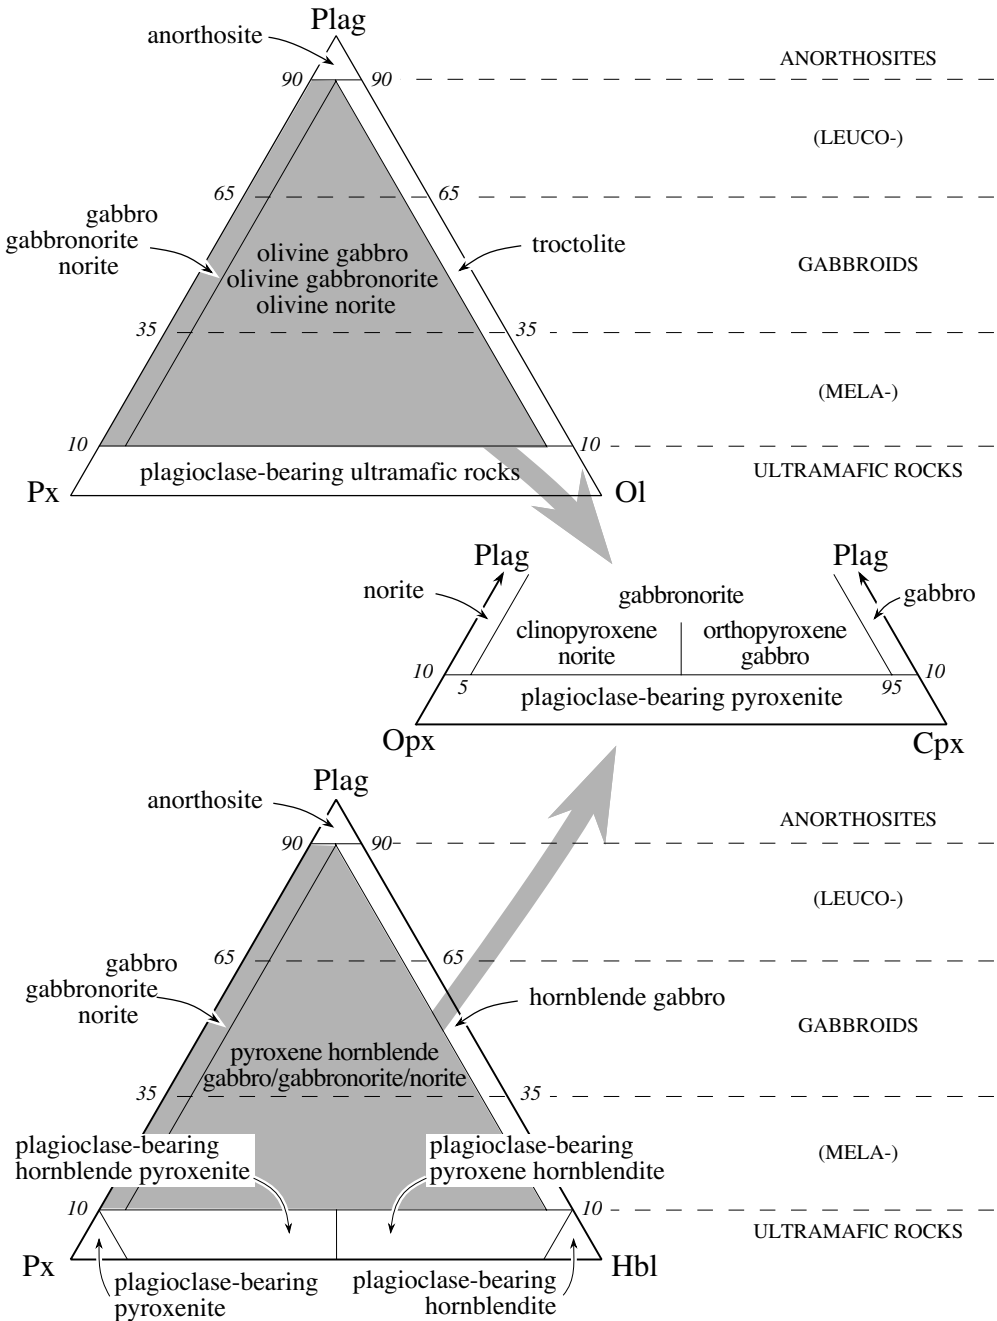 Plag
anorthosite
ANORTHOSITES
90
90
(LEUCO-)
65
65
gabbro
gabbronorite
norite
troctolite
olivine gabbro
olivine gabbronorite
olivine norite
GABBROIDS
35
35
(MELA-)
10
10
plagioclase-bearing ultramafic rocks
ULTRAMAFIC ROCKS
Px
Ol
Plag
Plag
norite
gabbronorite
gabbro
clinopyroxene
norite
orthopyroxene
gabbro
10
10
5
95
plagioclase-bearing pyroxenite
Opx
Cpx
Plag
anorthosite
ANORTHOSITES
90
90
(LEUCO-)
65
65
gabbro
gabbronorite
norite
hornblende gabbro
GABBROIDS
pyroxene hornblende
gabbro/gabbronorite/norite
35
35
plagioclase-bearing
hornblende pyroxenite
plagioclase-bearing
pyroxene hornblendite
(MELA-)
10
10
ULTRAMAFIC ROCKS
Px
Hbl
plagioclase-bearing
pyroxenite
plagioclase-bearing
hornblendite